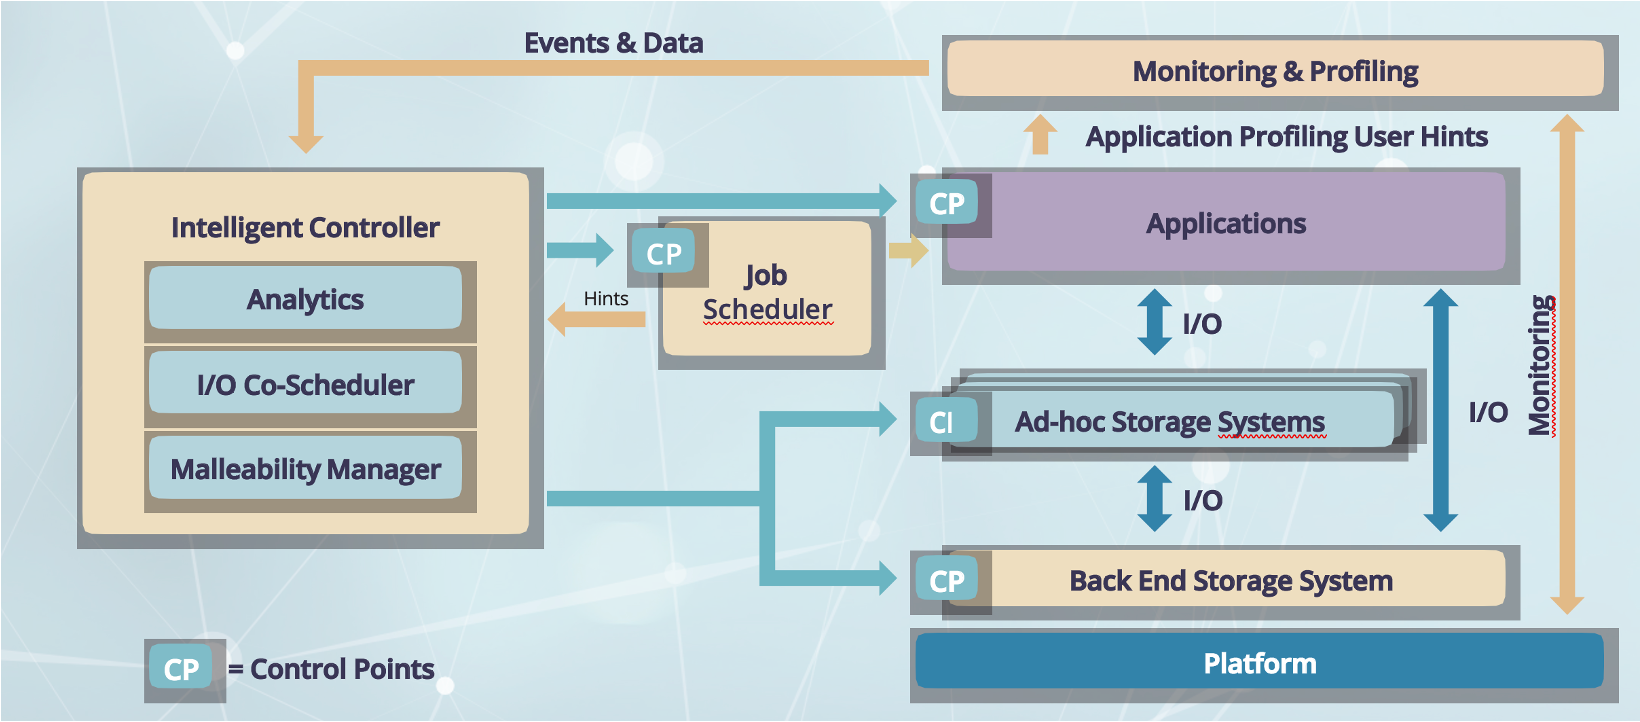 Events & Data
Monitoring & Profiling
Application Profiling User Hints
CP
Applications
Intelligent Controller
Analytics
I/O Co-Scheduler
Malleability Manager
CP
Job
Scheduler
Hints
I/O
I/O
Monitoring
CI
Ad-hoc Storage Systems
I/O
CP
Back End Storage System
Platform
CP = Control Points